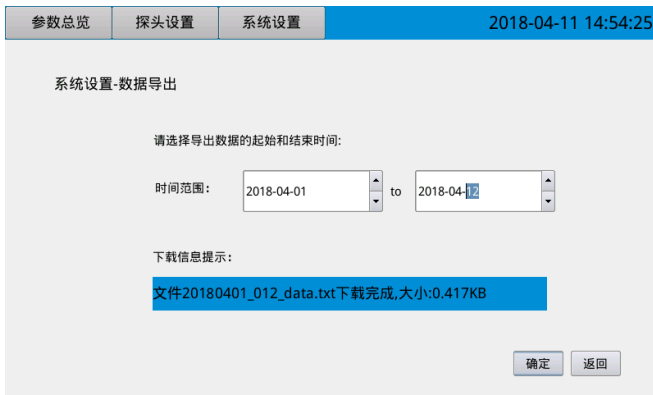 参数总览 探头设置 系统设置 2018-04-11 14:54:25
系统设置-数据导出
请选择导出数据的起始和结束时间:
时间范围: 2018-04-01 to 2018-04-12
下载信息提示:
文件20180401_012_data.txt下载完成,大小:0.417KB
确定 返回